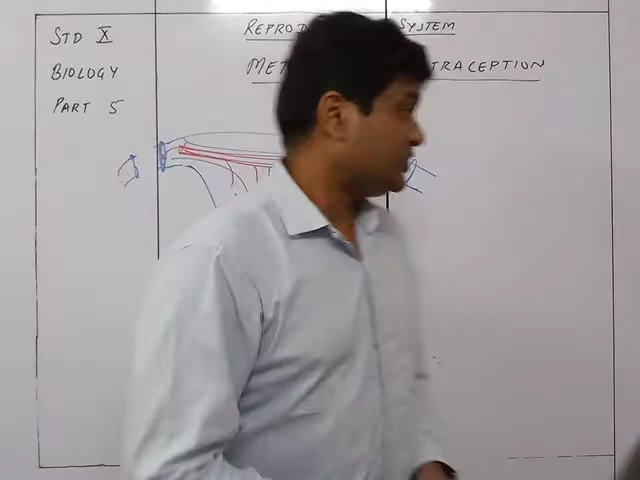 STD X
BIOLOGY
PART 5
REPROD SYSTEM
MET TRACEPTION